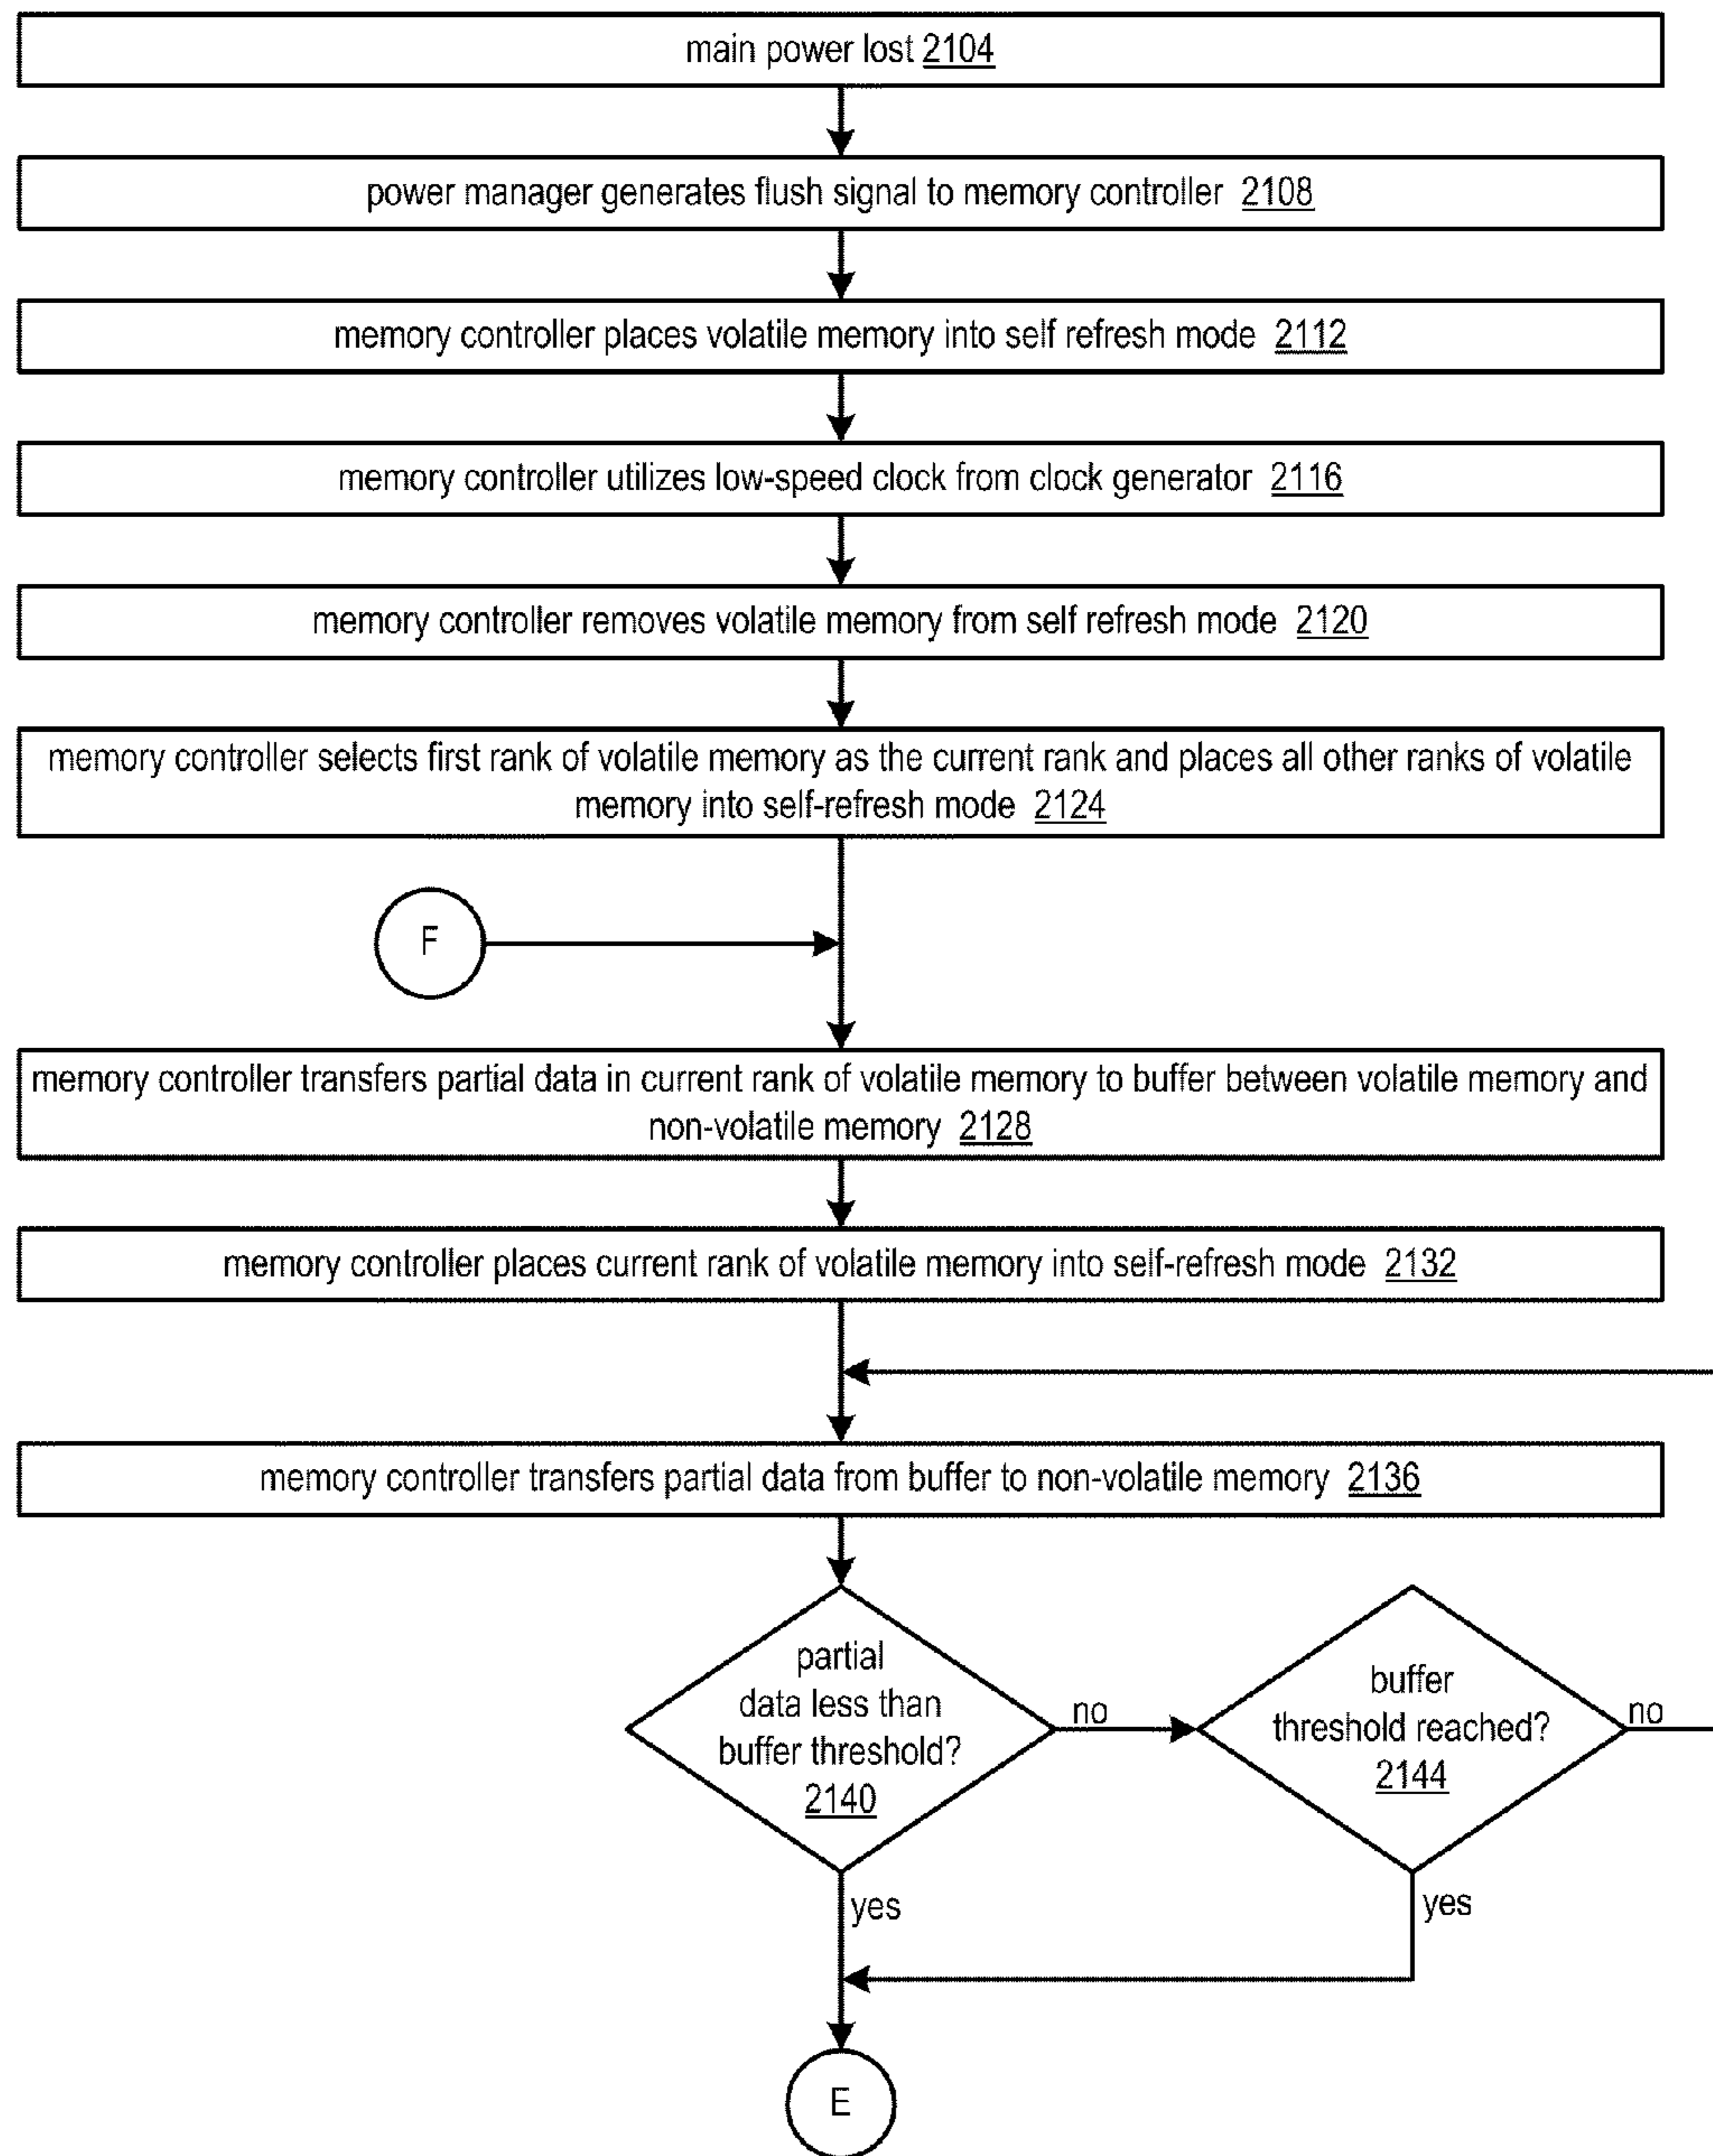 main power lost 2104
power manager generates flush signal to memory controller 2108
memory controller places volatile memory into self refresh mode 2112
memory controller utilizes low-speed clock from clock generator 2116
memory controller removes volatile memory from self refresh mode 2120
memory controller selects first rank of volatile memory as the current rank and places all other ranks of volatile
memory into self-refresh mode 2124
F
memory controller transfers partial data in current rank of volatile memory to buffer between volatile memory and
non-volatile memory 2128
memory controller places current rank of volatile memory into self-refresh mode 2132
memory controller transfers partial data from buffer to non-volatile memory 2136
partial
data less than
buffer threshold?
2140
no
buffer
threshold reached?
2144
no
yes
yes
E